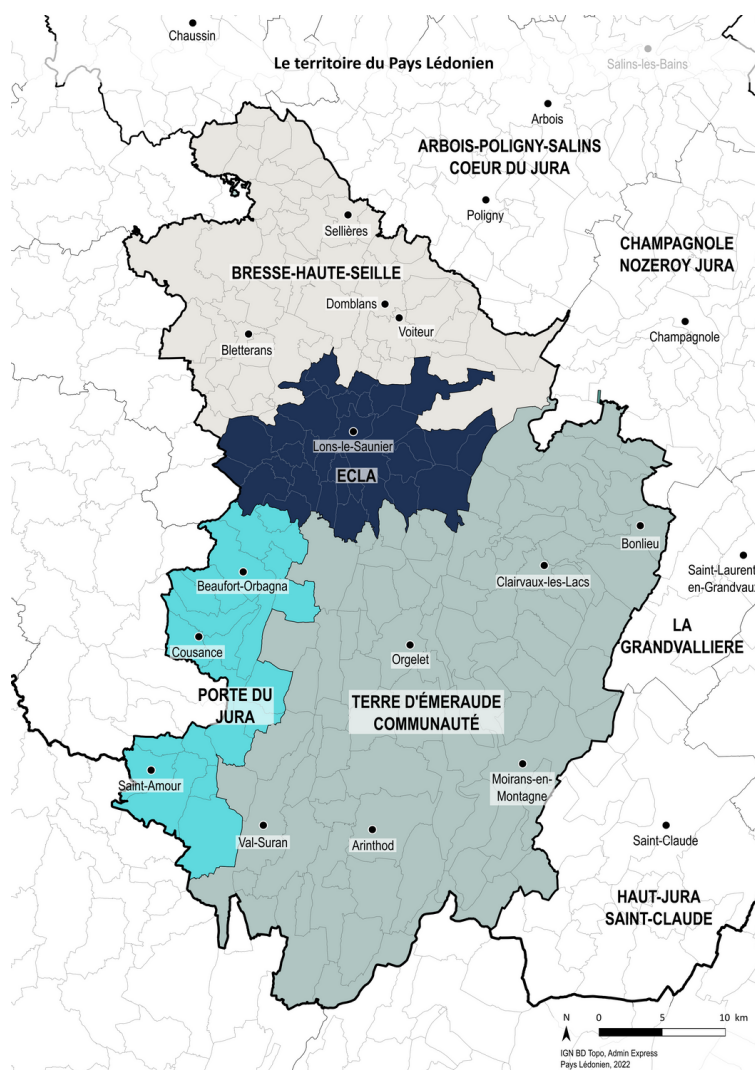 Chaussin
Le territoire du Pays Lédonien
Salins-les-Bains
Arbois
ARBOIS-POLIGNY-SALINS
COEUR DU JURA
Poligny
Sellières
CHAMPAGNOLE
NOZEROY JURA
BRESSE-HAUTE-SEILLE
Domblans
Voiteur
Champagnole
Bletterans
Lons-le-Saunier
ECLA
Bonlieu
Saint-Laurent-
en-Grandvaux
Clairvaux-les-Lacs
Beaufort-Orbagna
LA
GRANDVALLIERE
Cousance
Orgelet
PORTE DU
JURA
TERRE D'ÉMERAUDE
COMMUNAUTÉ
Saint-Amour
Moirans-en-
Montagne
Val-Suran
Arinthod
Saint-Claude
HAUT-JURA
SAINT-CLAUDE
N
0 5 10 km
IGN BD Topo, Admin Express
Pays Lédonien, 2022